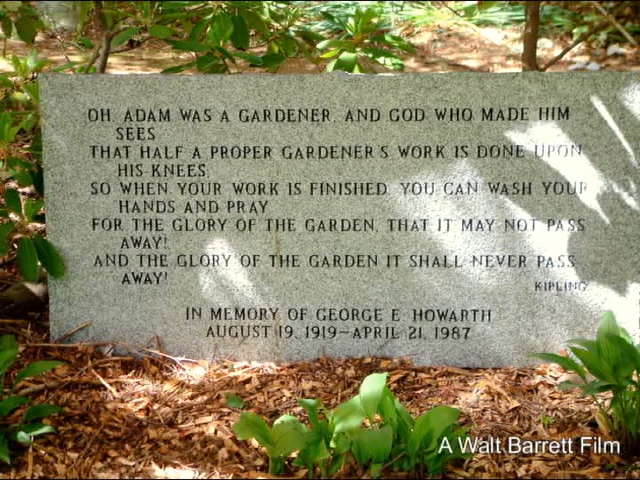 OH, ADAM WAS A GARDENER, AND GOD WHO MADE HIM
SEES
THAT HALF A PROPER GARDENER'S WORK IS DONE UPON
HIS KNEES,
SO WHEN YOUR WORK IS FINISHED, YOU CAN WASH YOUR
HANDS AND PRAY
FOR THE GLORY OF THE GARDEN, THAT IT MAY NOT PASS
AWAY!
AND THE GLORY OF THE GARDEN IT SHALL NEVER PASS
AWAY!
KIPLING
IN MEMORY OF GEORGE E. HOWARTH
AUGUST 19, 1919-APRIL 21, 1987
A Walt Barrett Film